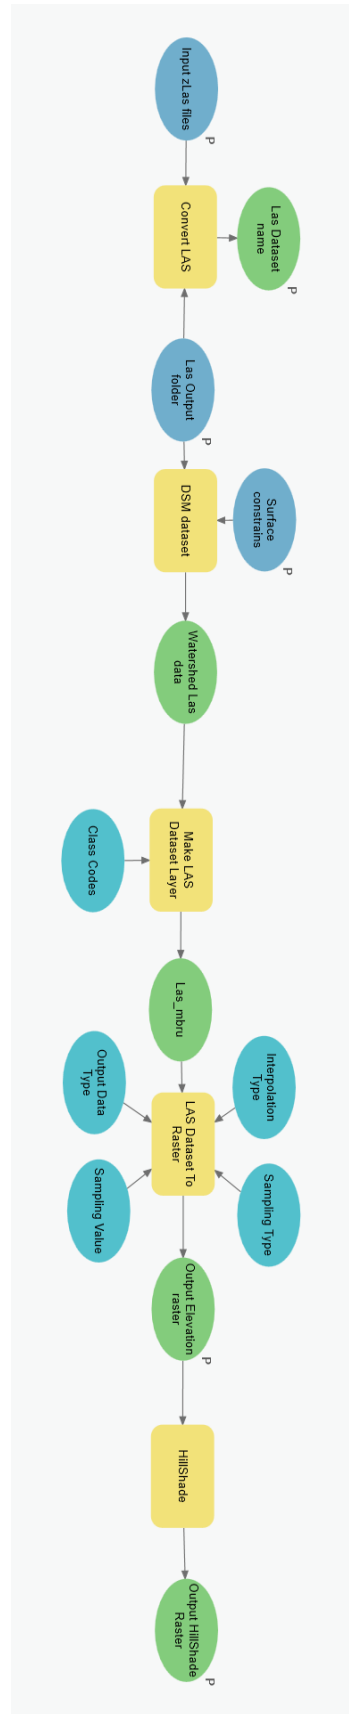 Input zLas files
P
Convert LAS
Las Dataset
name
P
Las Output
folder
P
DSM dataset
Surface
constrains
P
Watershed Las
data
Make LAS
Dataset Layer
Class Codes
Las_mbru
Interpolation
Type
Output Data
Type
LAS Dataset To
Raster
Sampling Type
Sampling Value
Output Elevation
raster
P
HillShade
Output HillShade
Raster
P